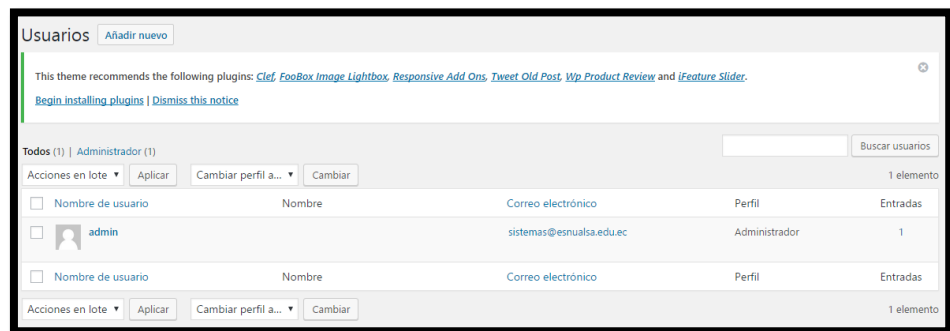 Usuarios Añadir nuevo
This theme recommends the following plugins: Clef, FooBox Image Lightbox, Responsive Add Ons, Tweet Old Post, Wp Product Review and iFeature Slider.
Begin installing plugins | Dismiss this notice
Todos (1) | Administrador (1) Buscar usuarios
Acciones en lote Aplicar Cambiar perfil a... Cambiar 1 elemento
Nombre de usuario Nombre Correo electrónico Perfil Entradas
admin sistemas@esnualsa.edu.ec Administrador 1
Nombre de usuario Nombre Correo electrónico Perfil Entradas
Acciones en lote Aplicar Cambiar perfil a... Cambiar 1 elemento